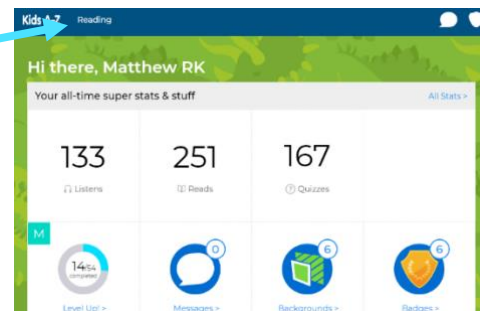 Kids A-Z Reading
Hi there, Matthew RK
Your all-time super stats & stuff All Stats >
133 251 167
Listens Reads Quizzes
M
0 6 6
14/54
completed
Level Up! > Messages > Backgrounds > Badges >